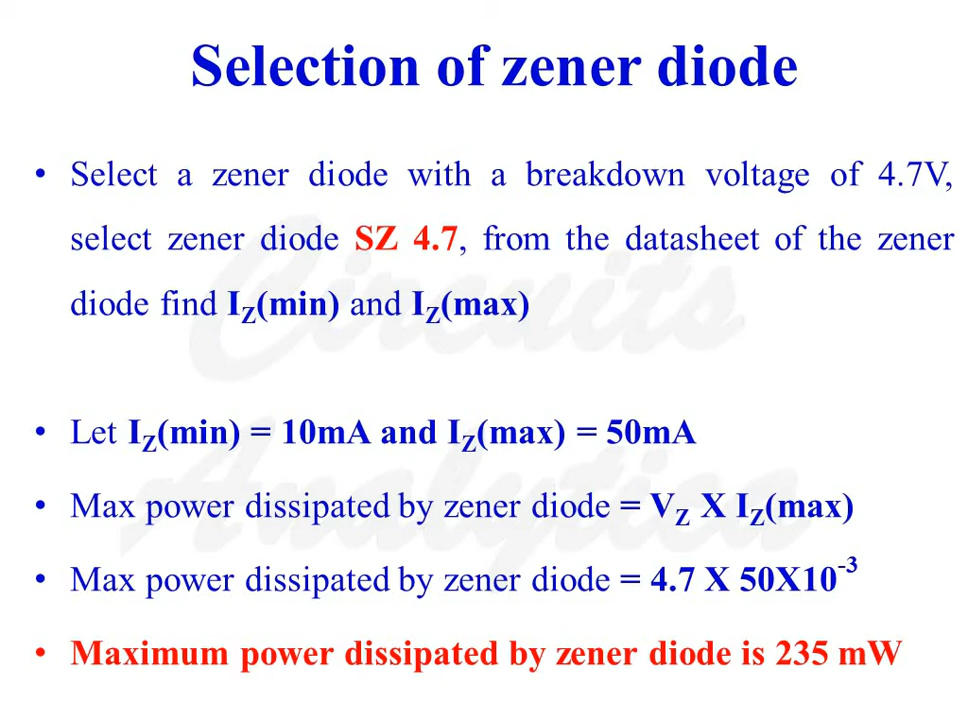 Selection of zener diode
• Select a zener diode with a breakdown voltage of 4.7V,
select zener diode SZ 4.7, from the datasheet of the zener
diode find I_Z(min) and I_Z(max)
• Let I_Z(min) = 10mA and I_Z(max) = 50mA
• Max power dissipated by zener diode = V_Z X I_Z(max)
• Max power dissipated by zener diode = 4.7 X 50X10^-3
• Maximum power dissipated by zener diode is 235 mW
Circuits
Analytica